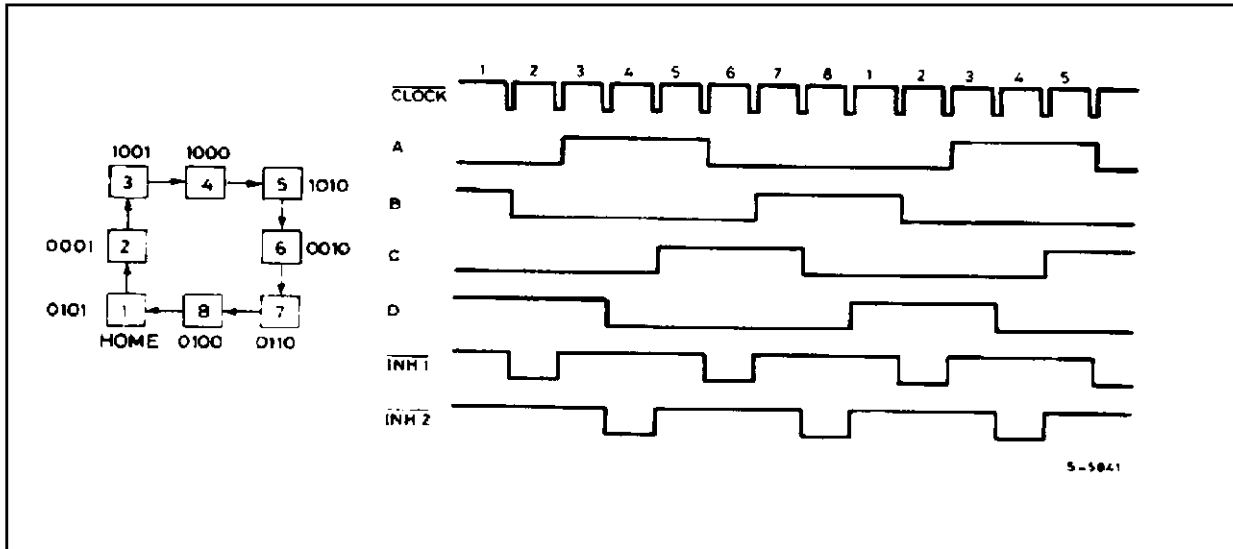 1 2 3 4 5 6 7 8 1 2 3 4 5
CLOCK
A
B
C
D
INH 1
INH 2
1001 1000
3 4 5 1010
0001 2 6 0010
0101 1 8 7
HOME 0100 0110
S-5841